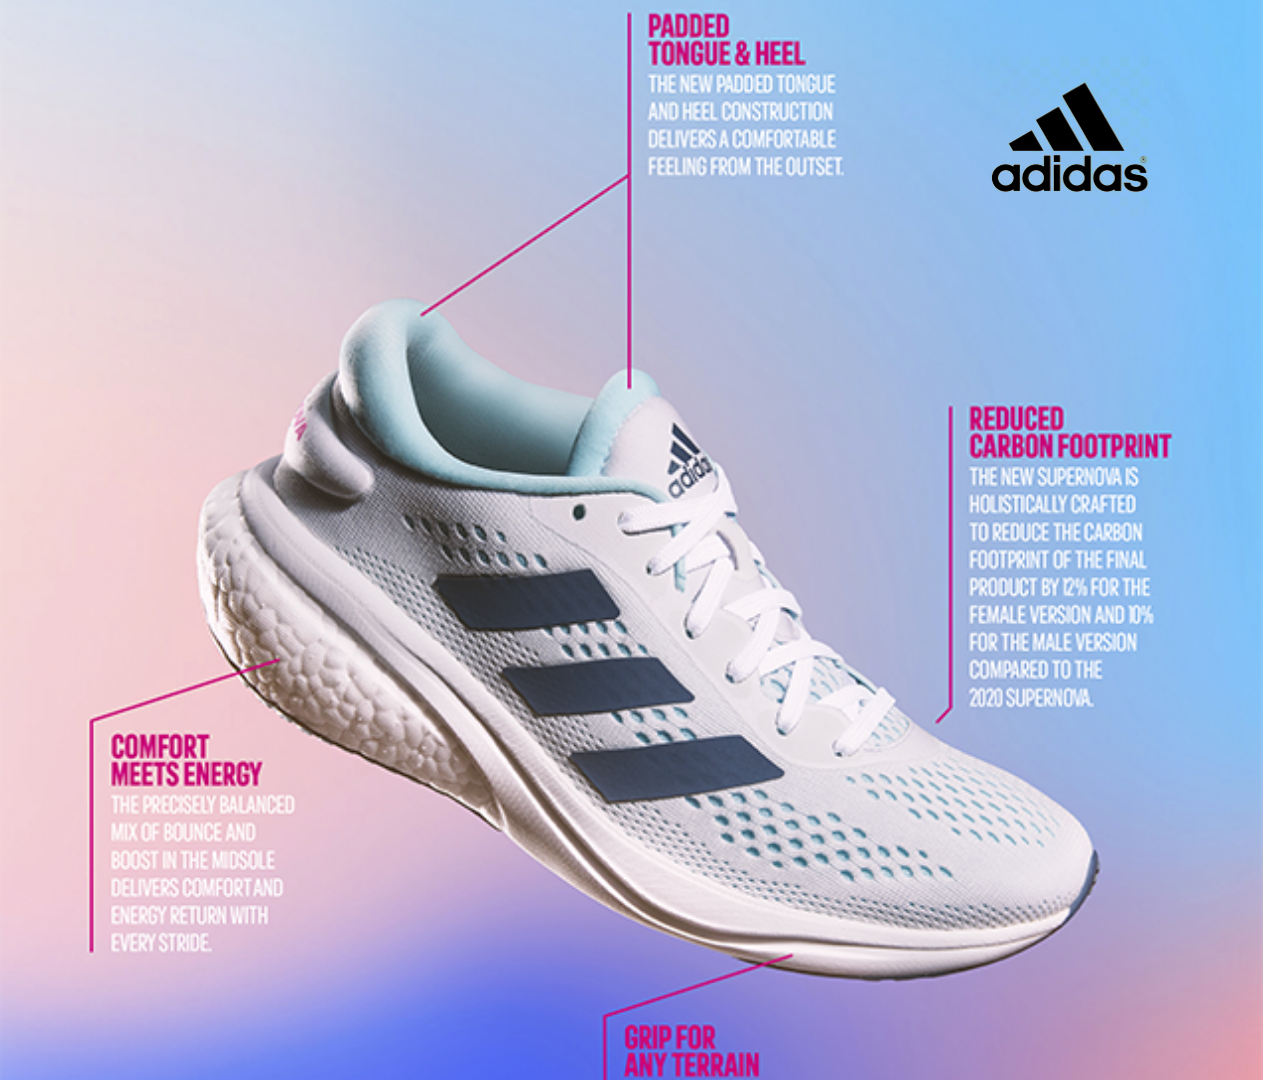 PADDED
TONGUE & HEEL
THE NEW PADDED TONGUE
AND HEEL CONSTRUCTION
DELIVERS A COMFORTABLE
FEELING FROM THE OUTSET.
adidas®
adidas
REDUCED
CARBON FOOTPRINT
THE NEW SUPERNOVA IS
HOLISTICALLY CRAFTED
TO REDUCE THE CARBON
FOOTPRINT OF THE FINAL
PRODUCT BY 12% FOR THE
FEMALE VERSION AND 10%
FOR THE MALE VERSION
COMPARED TO THE
2020 SUPERNOVA.
COMFORT
MEETS ENERGY
THE PRECISELY BALANCED
MIX OF BOUNCE AND
BOOST IN THE MIDSOLE
DELIVERS COMFORT AND
ENERGY RETURN WITH
EVERY STRIDE.
GRIP FOR
ANY TERRAIN